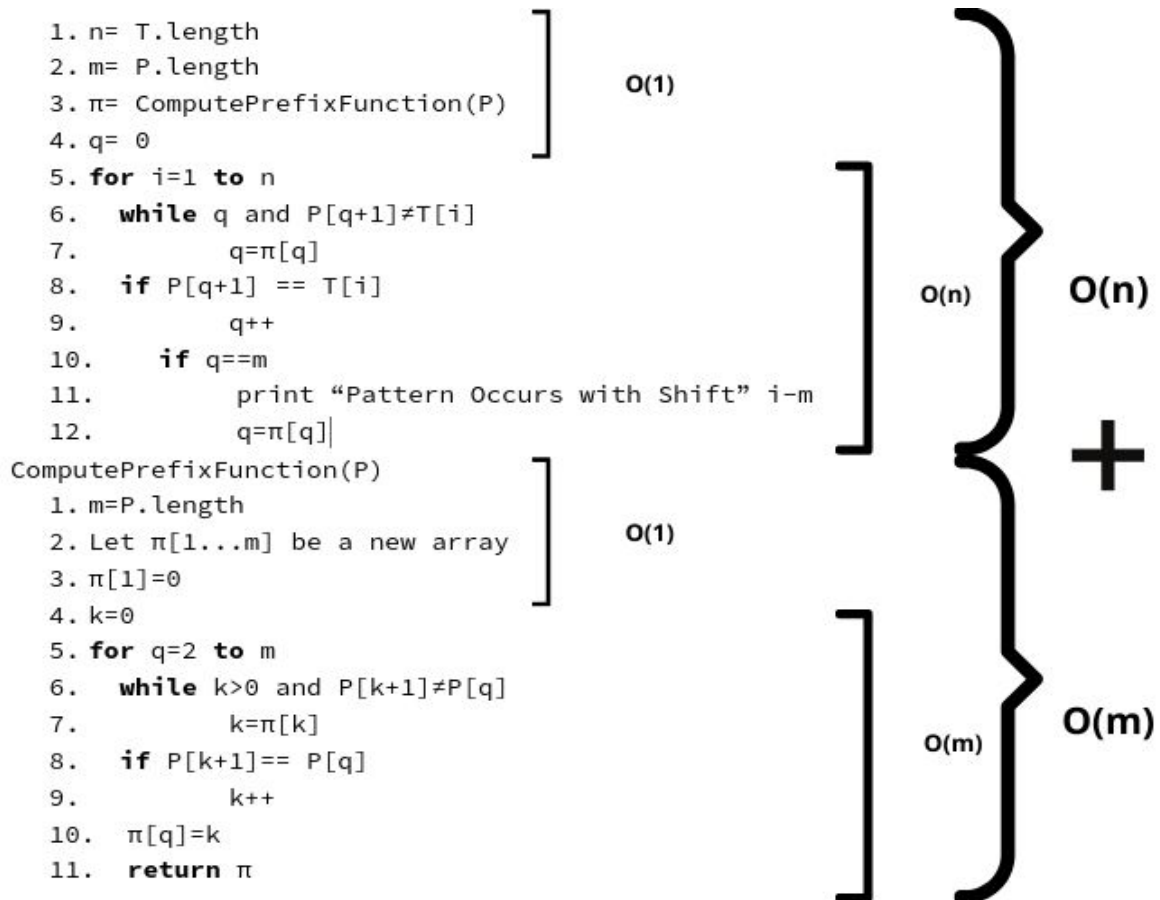 1. n= T.length
2. m= P.length
O(1)
3. π= ComputePrefixFunction(P)
4. q= 0
5. for i=1 to n
6. while q and P[q+1]≠T[i]
7. q=π[q]
8. if P[q+1] == T[i]
O(n)
O(n)
9. q++
10. if q==m
11. print “Pattern Occurs with Shift” i-m
12. q=π[q]
+
ComputePrefixFunction(P)
1. m=P.length
2. Let π[1...m] be a new array
O(1)
3. π[1]=0
4. k=0
5. for q=2 to m
6. while k>0 and P[k+1]≠P[q]
7. k=π[k]
O(m)
8. if P[k+1]== P[q]
O(m)
9. k++
10. π[q]=k
11. return π